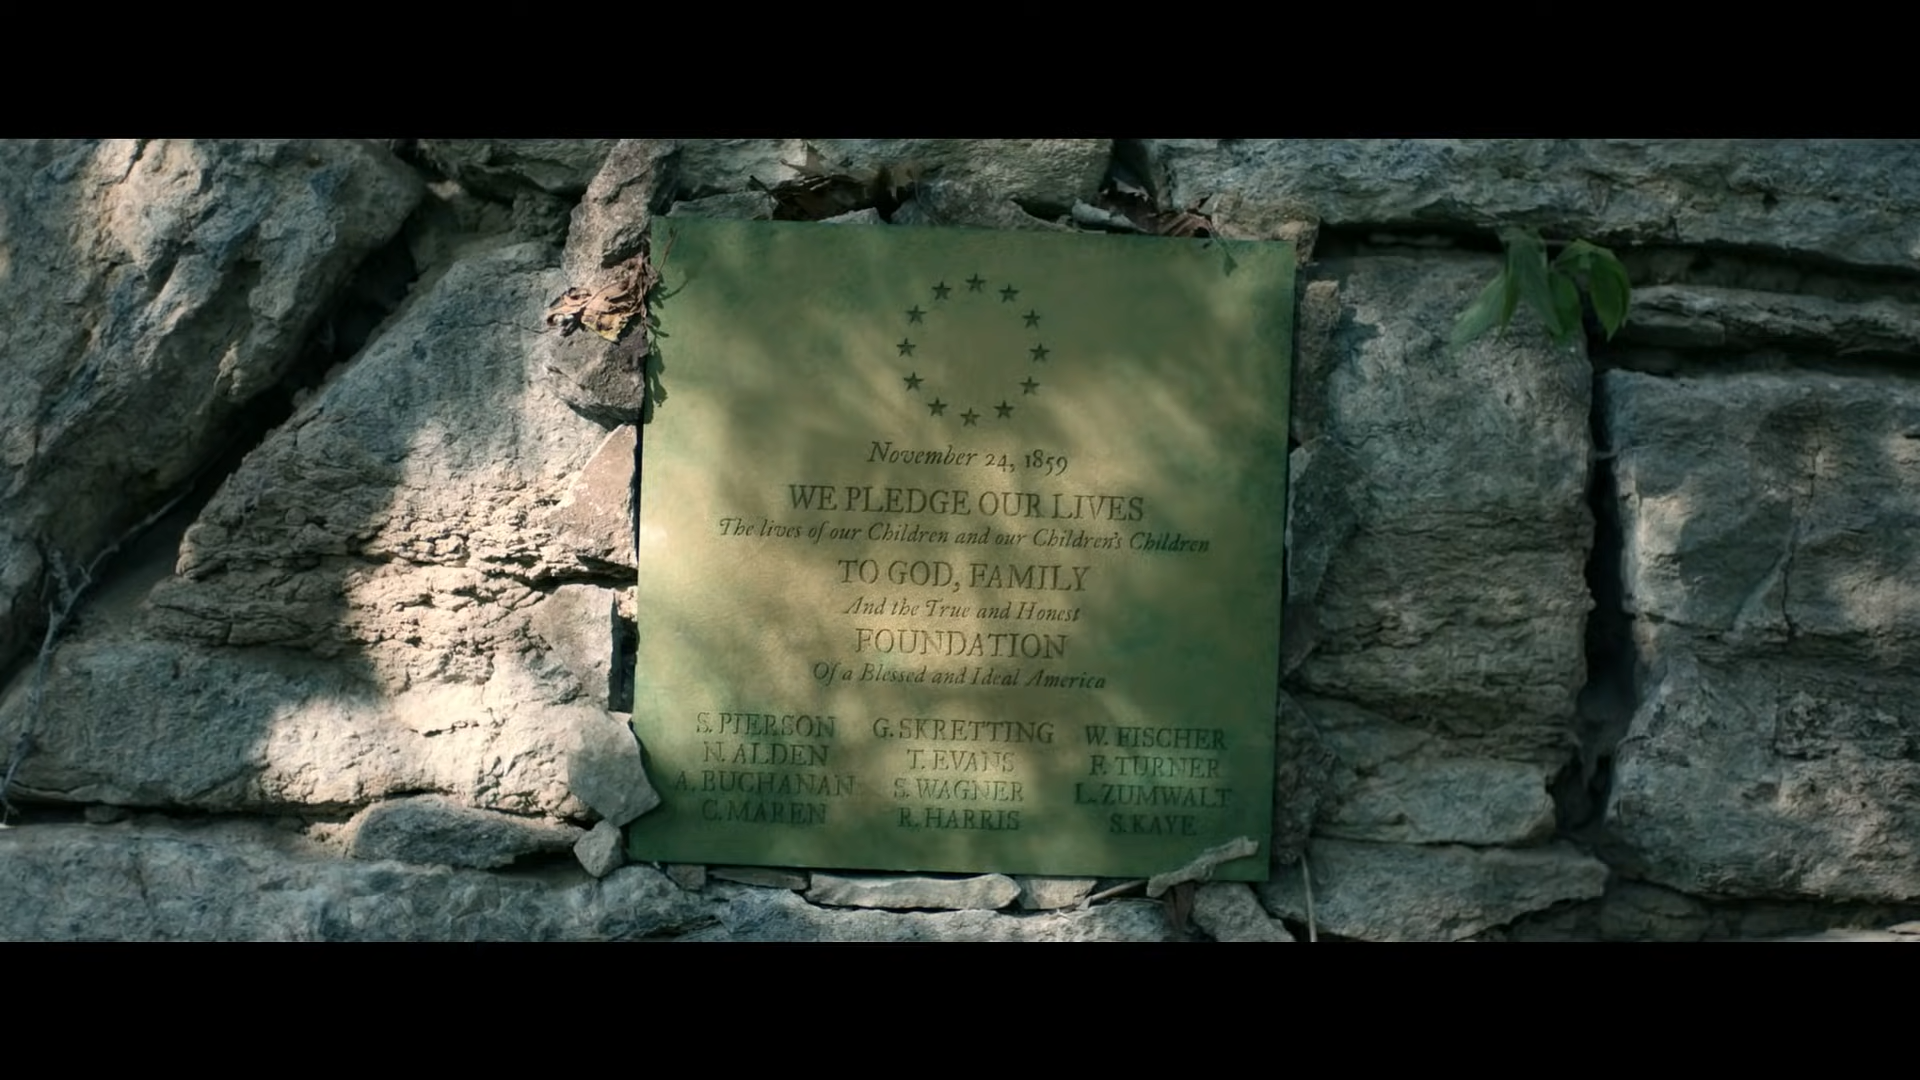 November 24, 1859
WE PLEDGE OUR LIVES
The lives of our Children and our Children's Children
TO GOD, FAMILY
And the True and Honest
FOUNDATION
Of a Blessed and Ideal America
S. PIERSON G. SKRETTING W. FISCHER
N. ALDEN T. EVANS F. TURNER
A. BUCHANAN S. WAGNER L. ZUMWALT
C. MAREN R. HARRIS S. KAYE